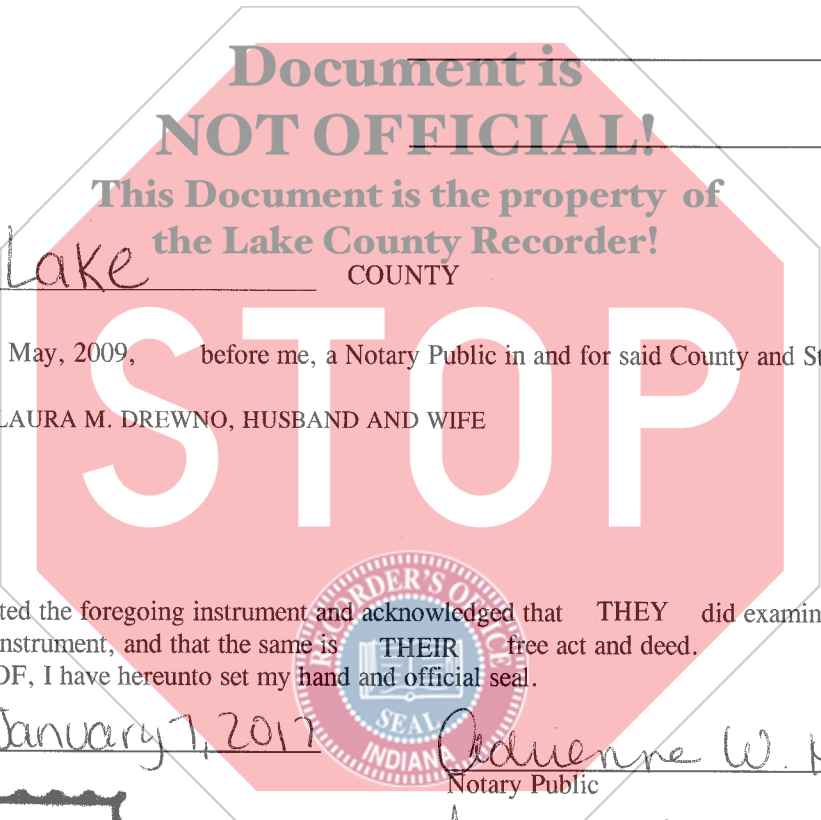 Document is
NOT OFFICIAL!
This Document is the property of
the Lake County Recorder!
Lake COUNTY
May, 2009, before me, a Notary Public in and for said County and St
LAURA M. DREWNO, HUSBAND AND WIFE
STOP
ted the foregoing instrument and acknowledged that THEY did examin
nstrument, and that the same is THEIR free act and deed.
OF, I have hereunto set my hand and official seal.
RECORDER'S OFFICE
SEAL
INDIANA
January 7, 2017 Adrienne W.
Notary Public